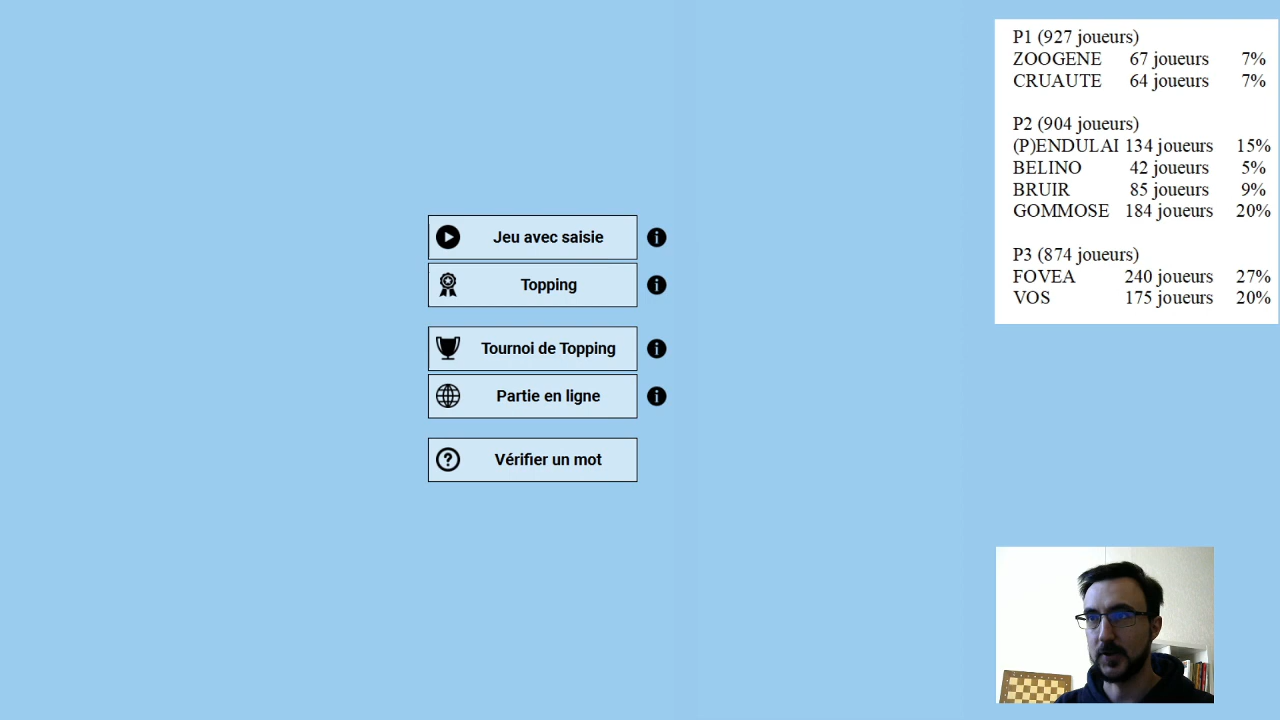 Jeu avec saisie
Topping
Tournoi de Topping
Partie en ligne
Vérifier un mot
P1 (927 joueurs)
ZOOGENE 67 joueurs 7%
CRUAUTE 64 joueurs 7%
P2 (904 joueurs)
(P)ENDULAI 134 joueurs 15%
BELINO 42 joueurs 5%
BRUIR 85 joueurs 9%
GOMMOSE 184 joueurs 20%
P3 (874 joueurs)
FOVEA 240 joueurs 27%
VOS 175 joueurs 20%